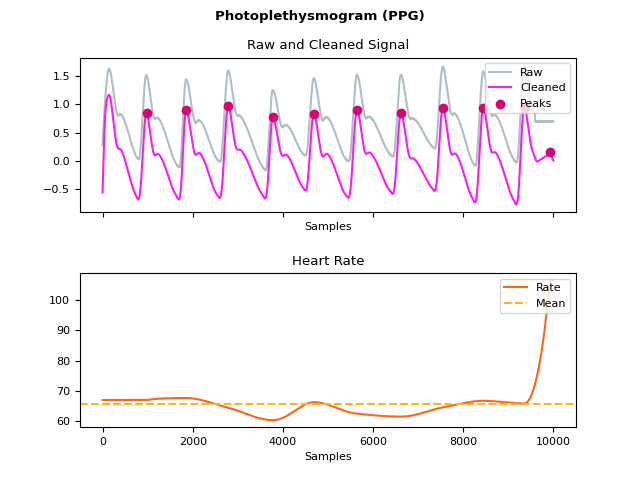 Photoplethysmogram (PPG)
Raw and Cleaned Signal
1.5
1.0
0.5
0.0
−0.5
Raw
Cleaned
Peaks
Samples
Heart Rate
100
90
80
70
60
Rate
Mean
0 2000 4000 6000 8000 10000
Samples